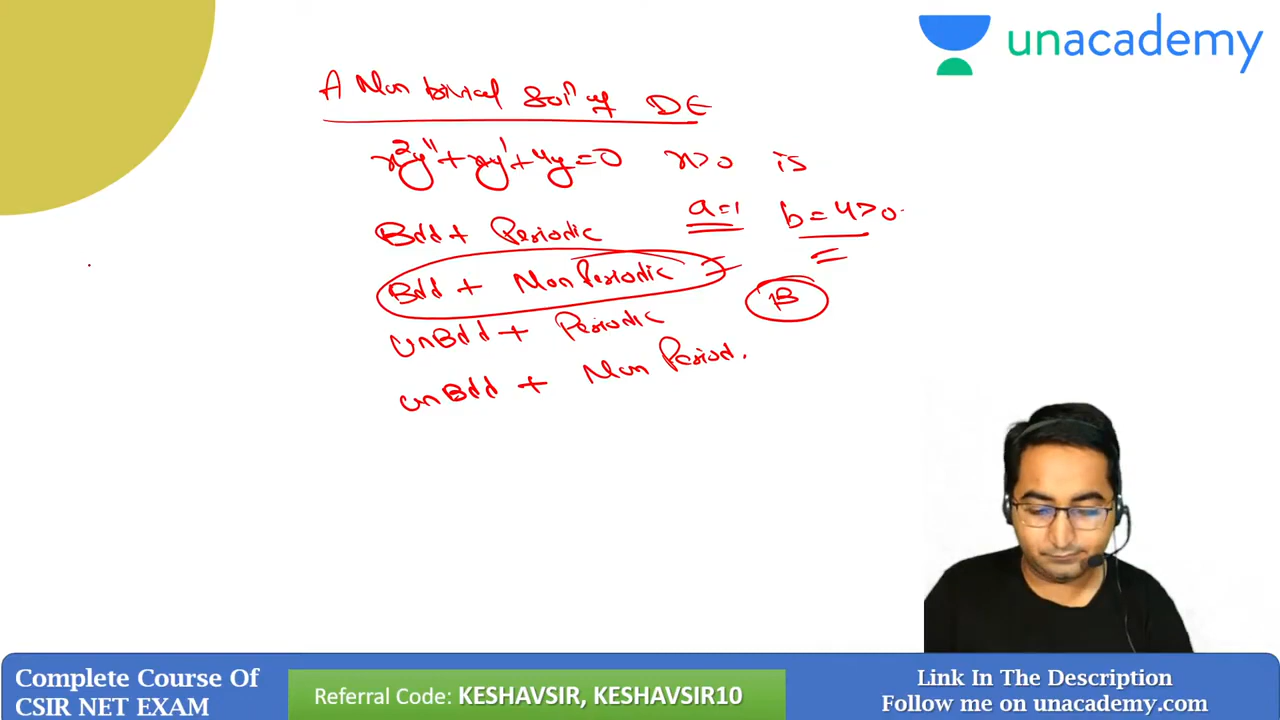 unacademy
A Non trivial Sol^n of DE
x²y"+xy'+4y=0 x>0 is
Bdd + Periodic a=1 b=4>0
Bdd + Non Periodic B
unBdd + Periodic
unBdd + Non Period.
Complete Course Of
CSIR NET EXAM
Referral Code: KESHAVSIR, KESHAVSIR10
Link In The Description
Follow me on unacademy.com